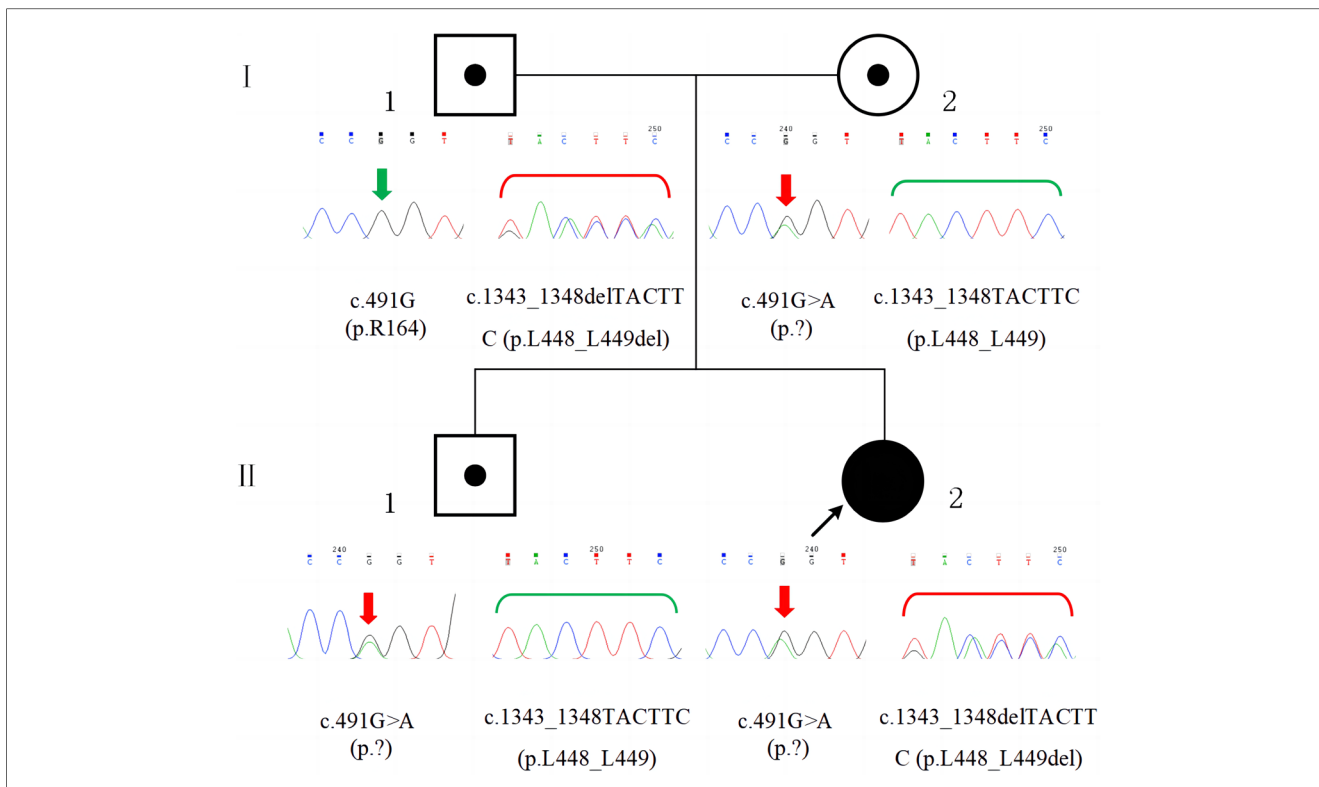 I
1
2
250
240
250
C C G G T
T A C T T C
C C G G T
T A C T T C
c.491G
(p.R164)
c.1343_1348delTACTT
C (p.L448_L449del)
c.491G>A
(p.?)
c.1343_1348TACTTC
(p.L448_L449)
II
1
2
240
250
240
250
C C G G T
T A C T T C
C C G G T
T A C T T C
c.491G>A
(p.?)
c.1343_1348TACTTC
(p.L448_L449)
c.491G>A
(p.?)
c.1343_1348delTACTT
C (p.L448_L449del)